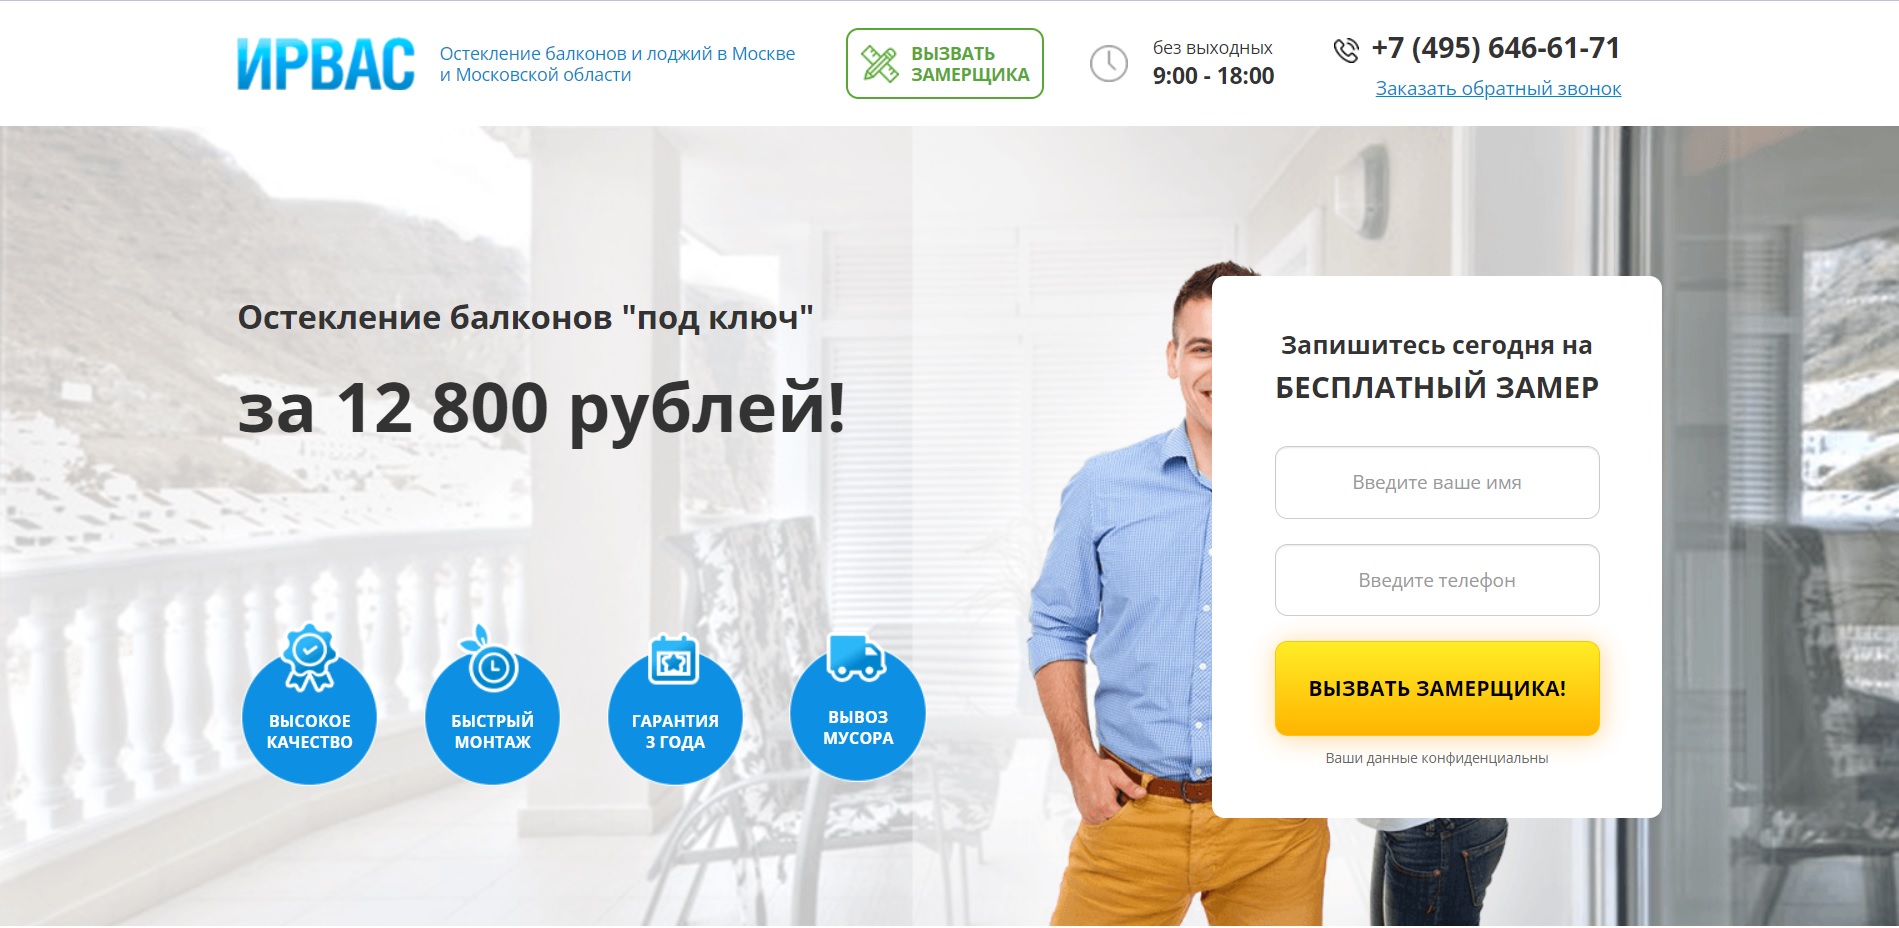 ИРВАС
Остекление балконов и лоджий в Москве
и Московской области
ВЫЗВАТЬ
ЗАМЕРЩИКА
без выходных
9:00 - 18:00
+7 (495) 646-61-71
Заказать обратный звонок
Остекление балконов "под ключ"
за 12 800 рублей!
ВЫСОКОЕ
КАЧЕСТВО
БЫСТРЫЙ
МОНТАЖ
ГАРАНТИЯ
3 ГОДА
ВЫВОЗ
МУСОРА
Запишитесь сегодня на
БЕСПЛАТНЫЙ ЗАМЕР
Введите ваше имя
Введите телефон
ВЫЗВАТЬ ЗАМЕРЩИКА!
Ваши данные конфиденциальны